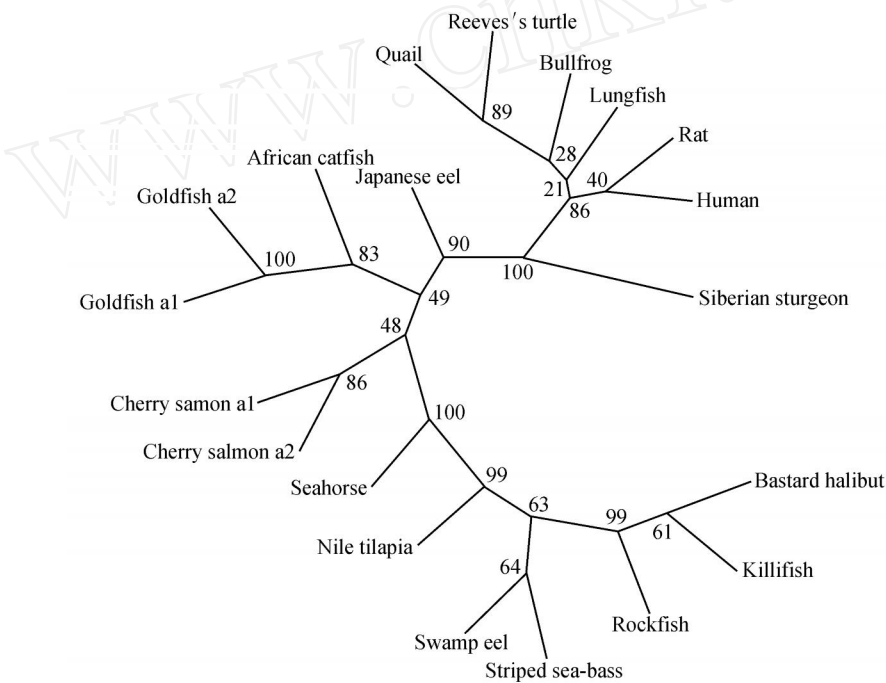 www.cnki
Reeves's turtle
Quail
Bullfrog
Lungfish
89
Rat
28
African catfish
Japanese eel
40
21
Goldfish a2
Human
86
90
83
100
100
Goldfish a1
49
Siberian sturgeon
48
86
Cherry samon a1
100
Cherry salmon a2
99
Bastard halibut
Seahorse
63
99
61
Nile tilapia
64
Killifish
Rockfish
Swamp eel
Striped sea-bass